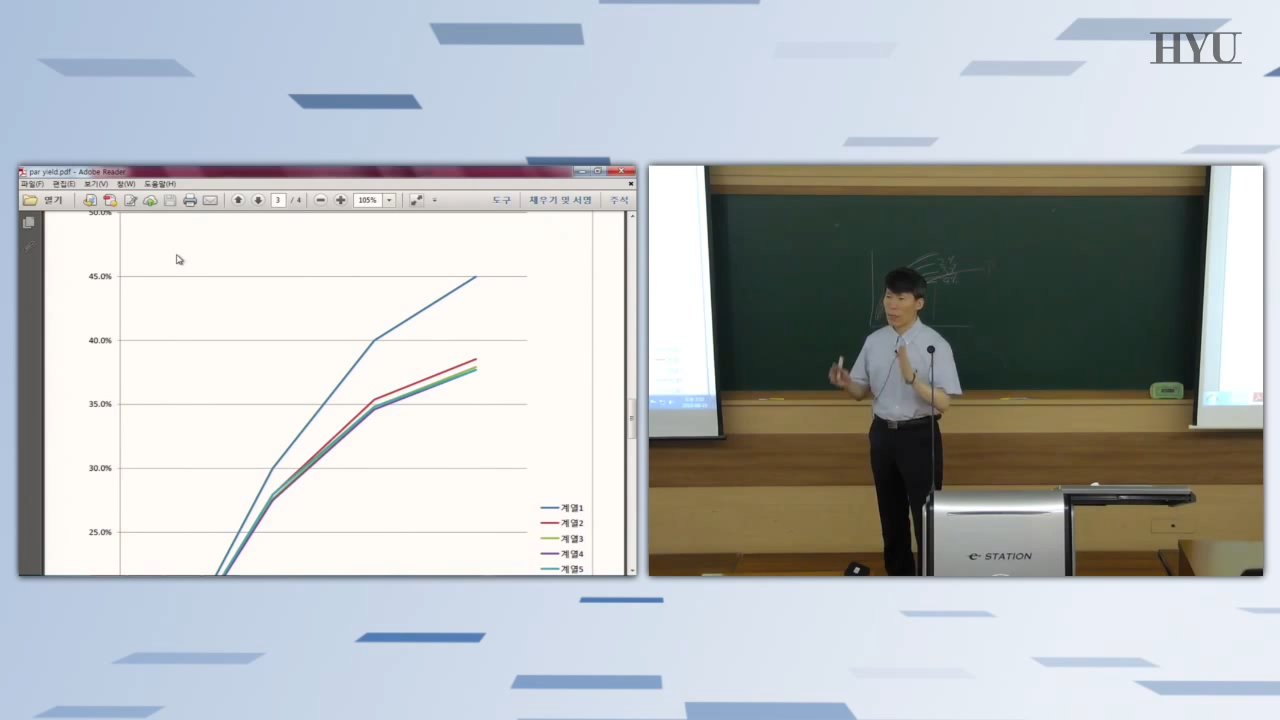 HYU
par yield.pdf - Adobe Reader
파일(F) 편집(E) 보기(V) 창(W) 도움말(H)
열기 3 / 4 105% 도구 채우기 및 서명 주석
50.0%
45.0%
40.0%
35.0%
30.0%
25.0%
계열1
계열2
계열3
계열4
계열5
e-STATION